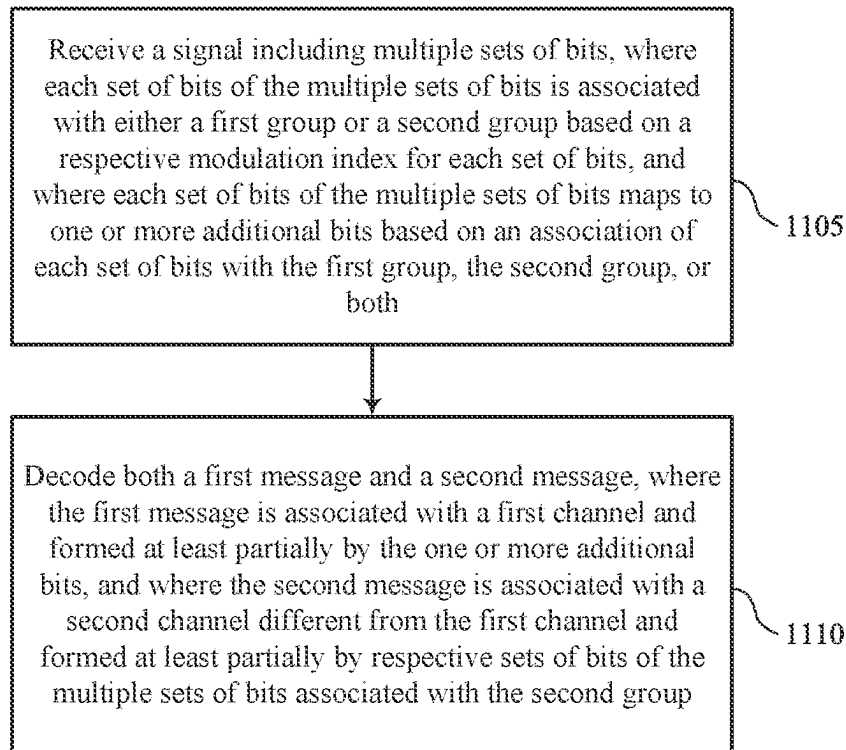 Receive a signal including multiple sets of bits, where
each set of bits of the multiple sets of bits is associated
with either a first group or a second group based on a
respective modulation index for each set of bits, and
where each set of bits of the multiple sets of bits maps to
one or more additional bits based on an association of
each set of bits with the first group, the second group, or
both
1105
Decode both a first message and a second message, where
the first message is associated with a first channel and
formed at least partially by the one or more additional
bits, and where the second message is associated with a
second channel different from the first channel and
formed at least partially by respective sets of bits of the
multiple sets of bits associated with the second group
1110